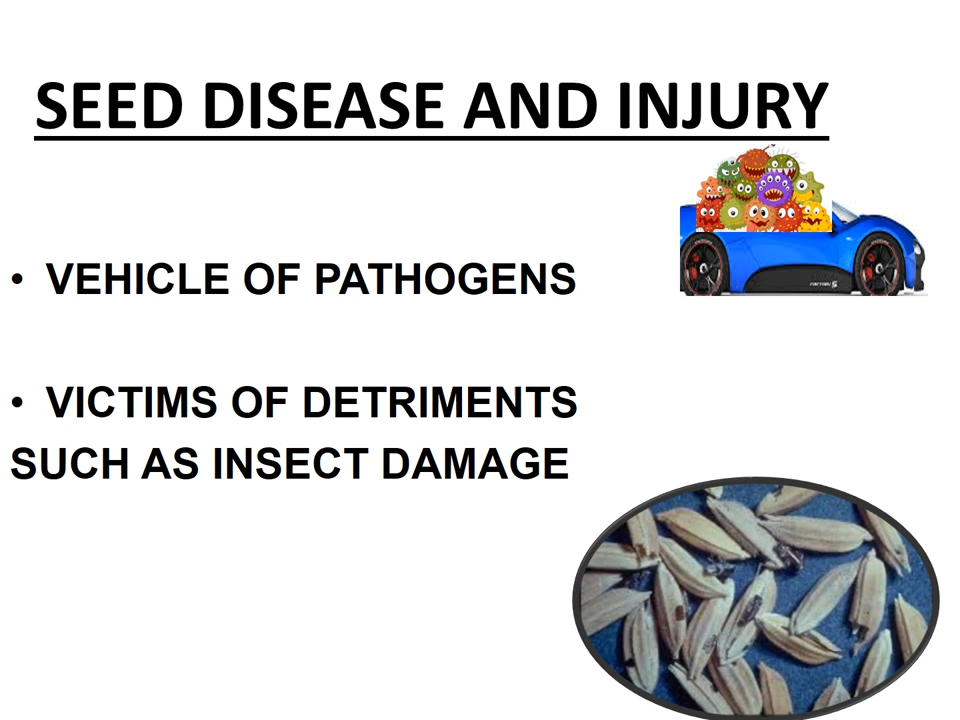 SEED DISEASE AND INJURY
• VEHICLE OF PATHOGENS
• VICTIMS OF DETRIMENTS
SUCH AS INSECT DAMAGE